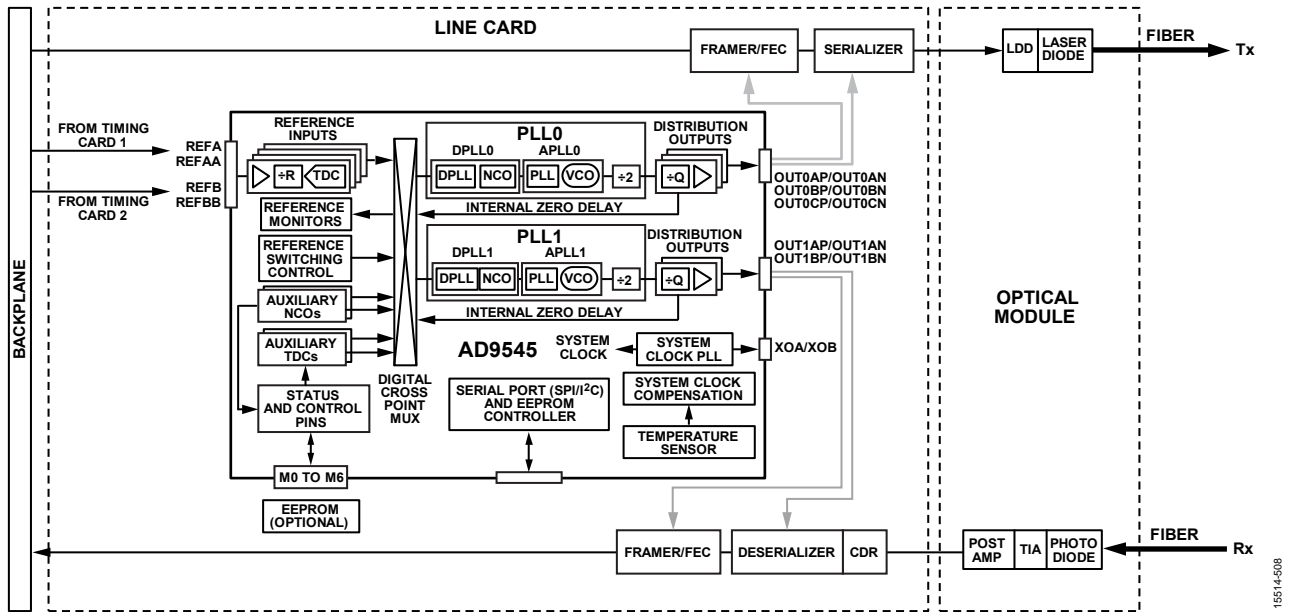 LINE CARD
FRAMER/FEC
SERIALIZER
LDD
LASER
DIODE
FIBER
Tx
BACKPLANE
FROM TIMING
CARD 1
FROM TIMING
CARD 2
REFA
REFAA
REFB
REFBB
REFERENCE
INPUTS
÷R
TDC
REFERENCE
MONITORS
REFERENCE
SWITCHING
CONTROL
AUXILIARY
NCOs
AUXILIARY
TDCs
STATUS
AND CONTROL
PINS
M0 TO M6
EEPROM
(OPTIONAL)
DIGITAL
CROSS
POINT
MUX
PLL0
DPLL0
APLL0
DPLL
NCO
PLL
VCO
÷2
DISTRIBUTION
OUTPUTS
÷Q
INTERNAL ZERO DELAY
OUT0AP/OUT0AN
OUT0BP/OUT0BN
OUT0CP/OUT0CN
PLL1
DPLL1
APLL1
DPLL
NCO
PLL
VCO
÷2
DISTRIBUTION
OUTPUTS
÷Q
INTERNAL ZERO DELAY
OUT1AP/OUT1AN
OUT1BP/OUT1BN
AD9545
SYSTEM
CLOCK
SYSTEM
CLOCK PLL
XOA/XOB
SERIAL PORT (SPI/I²C)
AND EEPROM
CONTROLLER
SYSTEM CLOCK
COMPENSATION
TEMPERATURE
SENSOR
OPTICAL
MODULE
FRAMER/FEC
DESERIALIZER
CDR
POST
AMP
TIA
PHOTO
DIODE
FIBER
Rx
15514-508